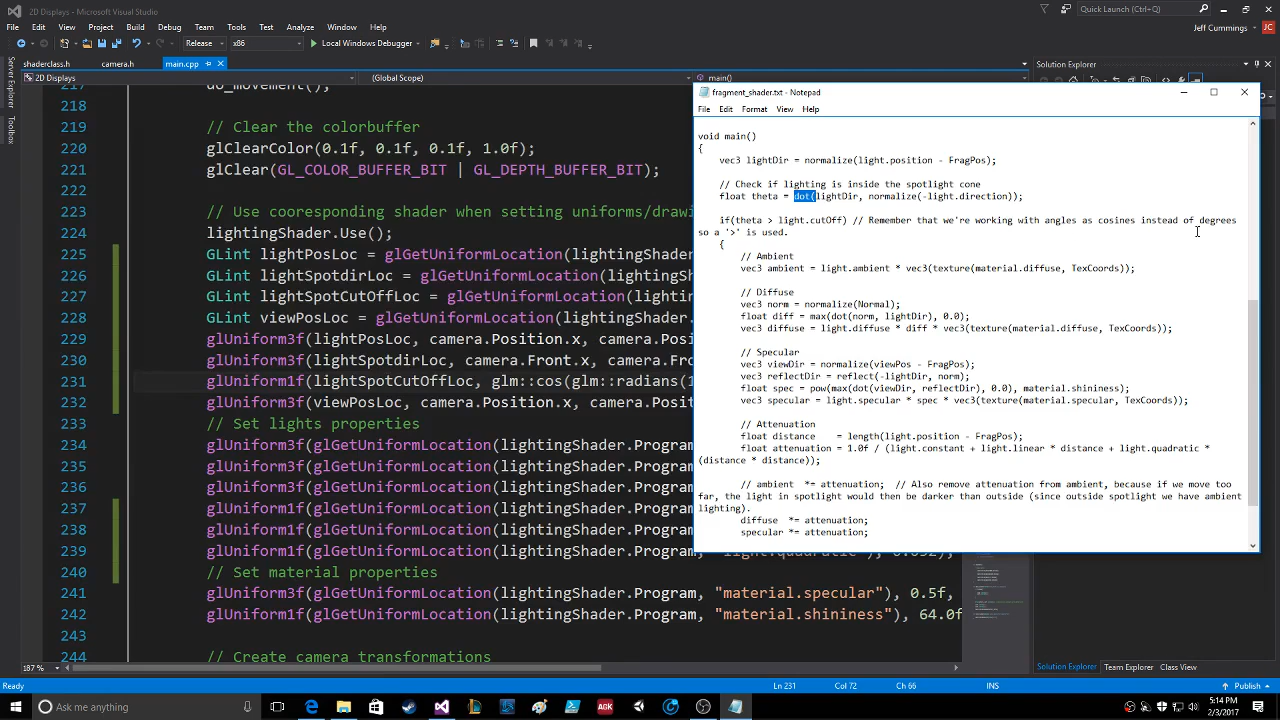 2D Displays - Microsoft Visual Studio
Quick Launch (Ctrl+Q)
File Edit View Project Build Debug Team Tools Test Analyze Window Help
Jeff Cummings JC
Release x86 Local Windows Debugger
shaderclass.h camera.h main.cpp
Solution Explorer
2D Displays (Global Scope) main()
Server Explorer
Toolbox
217 do_movement();
218
219 // Clear the colorbuffer
220 glClearColor(0.1f, 0.1f, 0.1f, 1.0f);
221 glClear(GL_COLOR_BUFFER_BIT | GL_DEPTH_BUFFER_BIT);
222
223 // Use cooresponding shader when setting uniforms/drawi
224 lightingShader.Use();
225 GLint lightPosLoc = glGetUniformLocation(lightingShader
226 GLint lightSpotdirLoc = glGetUniformLocation(lightingSh
227 GLint lightSpotCutOffLoc = glGetUniformLocation(lightin
228 GLint viewPosLoc = glGetUniformLocation(lightingShader.
229 glUniform3f(lightPosLoc, camera.Position.x, camera.Posi
230 glUniform3f(lightSpotdirLoc, camera.Front.x, camera.Fro
231 glUniform1f(lightSpotCutOffLoc, glm::cos(glm::radians(1
232 glUniform3f(viewPosLoc, camera.Position.x, camera.Posit
233 // Set lights properties
234 glUniform3f(glGetUniformLocation(lightingShader.Program
235 glUniform3f(glGetUniformLocation(lightingShader.Program
236 glUniform3f(glGetUniformLocation(lightingShader.Program
237 glUniform1f(glGetUniformLocation(lightingShader.Program
238 glUniform1f(glGetUniformLocation(lightingShader.Program
239 glUniform1f(glGetUniformLocation(lightingShader.Program, "light.quadratic"), 0.032);
240 // Set material properties
241 glUniform1f(glGetUniformLocation(lightingShader.Program, "material.specular"), 0.5f,
242 glUniform1f(glGetUniformLocation(lightingShader.Program, "material.shininess"), 64.0f
243
244 // Create camera transformations
fragment_shader.txt - Notepad
File Edit Format View Help
void main()
{
vec3 lightDir = normalize(light.position - FragPos);
// Check if lighting is inside the spotlight cone
float theta = dot(lightDir, normalize(-light.direction));
if(theta > light.cutOff) // Remember that we're working with angles as cosines instead of degrees
so a '>' is used.
{
// Ambient
vec3 ambient = light.ambient * vec3(texture(material.diffuse, TexCoords));
// Diffuse
vec3 norm = normalize(Normal);
float diff = max(dot(norm, lightDir), 0.0);
vec3 diffuse = light.diffuse * diff * vec3(texture(material.diffuse, TexCoords));
// Specular
vec3 viewDir = normalize(viewPos - FragPos);
vec3 reflectDir = reflect(-lightDir, norm);
float spec = pow(max(dot(viewDir, reflectDir), 0.0), material.shininess);
vec3 specular = light.specular * spec * vec3(texture(material.specular, TexCoords));
// Attenuation
float distance = length(light.position - FragPos);
float attenuation = 1.0f / (light.constant + light.linear * distance + light.quadratic *
(distance * distance));
// ambient *= attenuation; // Also remove attenuation from ambient, because if we move too
far, the light in spotlight would then be darker than outside (since outside spotlight we have ambient
lighting).
diffuse *= attenuation;
specular *= attenuation;
187 %
Solution Explorer Team Explorer Class View
Ready Ln 231 Col 72 Ch 66 INS Publish
Ask me anything
AGK
5:14 PM
2/3/2017